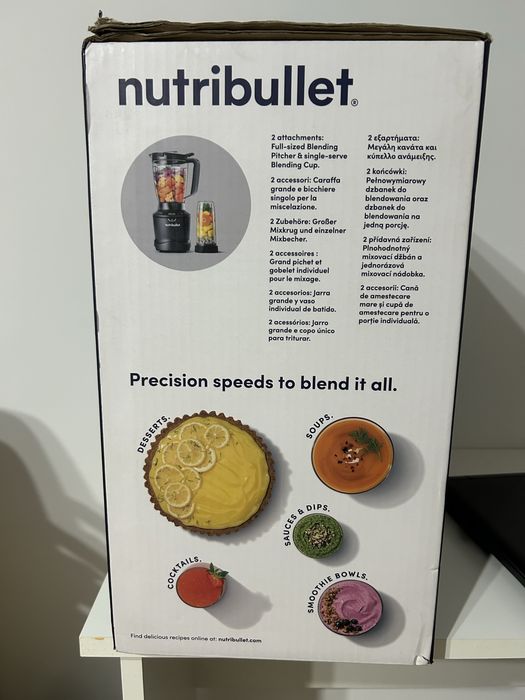 nutribullet®
2 attachments:
Full-sized Blending
Pitcher & single-serve
Blending Cup.
2 accessori: Caraffa
grande e bicchiere
singolo per la
miscelazione.
2 Zubehöre: Großer
Mixkrug und einzelner
Mixbecher.
2 accessoires :
Grand pichet et
gobelet individuel
pour le mixage.
2 accesorios: Jarra
grande y vaso
individual de batido.
2 acessórios: Jarro
grande e copo único
para triturar.
2 εξαρτήματα:
Μεγάλη κανάτα και
κύπελλο ανάμειξης.
2 końcówki:
Pełnowymiarowy
dzbanek do
blendowania oraz
dzbanek do
blendowania na
jedną porcję.
2 přídavná zařízení:
Plnohodnotný
mixovací džbán a
jednorázová
mixovací nádobka.
2 accesorii: Cană
de amestecare
mare și cupă de
amestecare pentru o
porție individuală.
nutribullet
Precision speeds to blend it all.
DESSERTS.
SOUPS.
SAUCES & DIPS.
COCKTAILS.
SMOOTHIE BOWLS.
Find delicious recipes online at: nutribullet.com